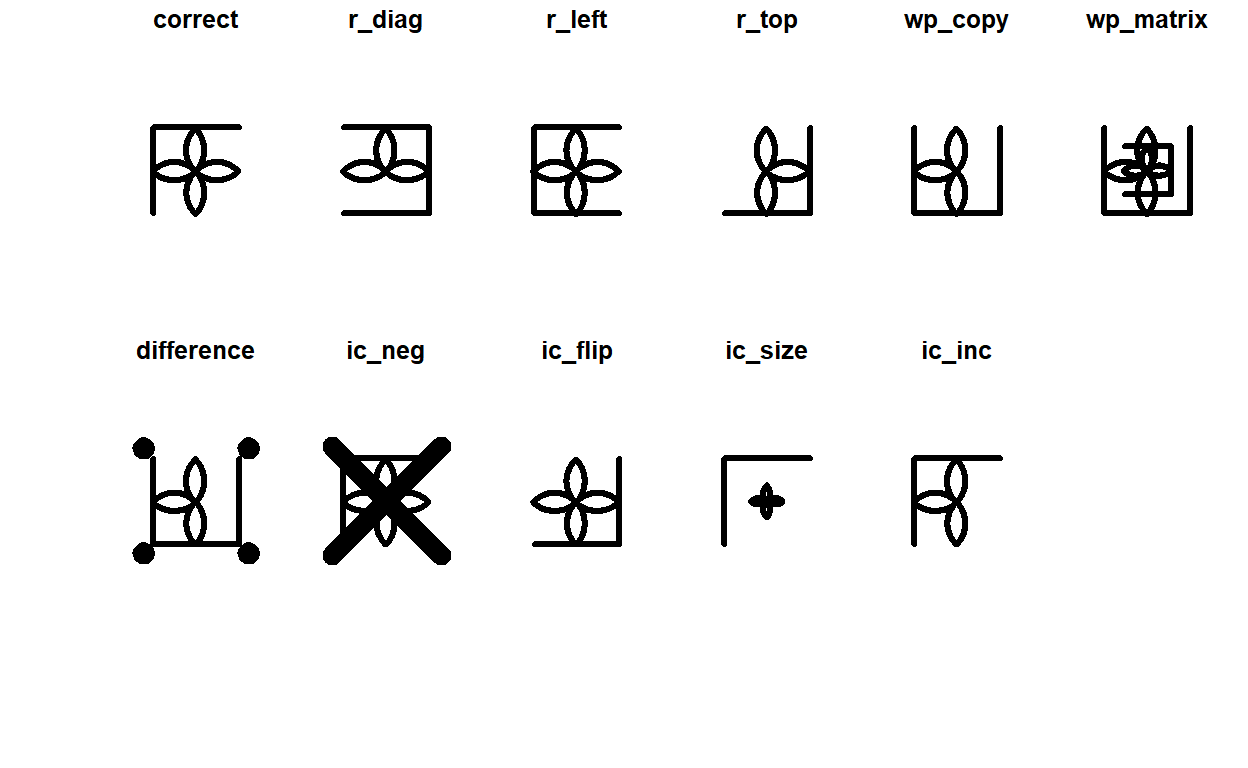 correct r_diag r_left r_top wp_copy wp_matrix
difference ic_neg ic_flip ic_size ic_inc